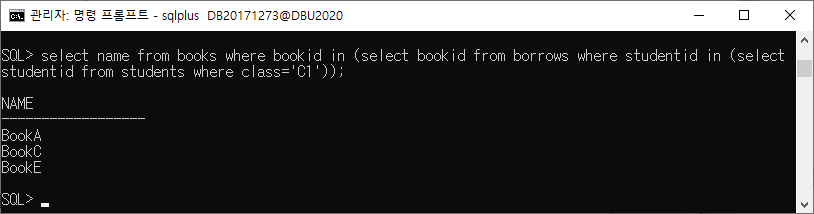 관리자: 명령 프롬프트 - sqlplus DB20171273@DBU2020
SQL> select name from books where bookid in (select bookid from borrows where studentid in (select
studentid from students where class='C1'));
NAME
------------------
BookA
BookC
BookE
SQL>